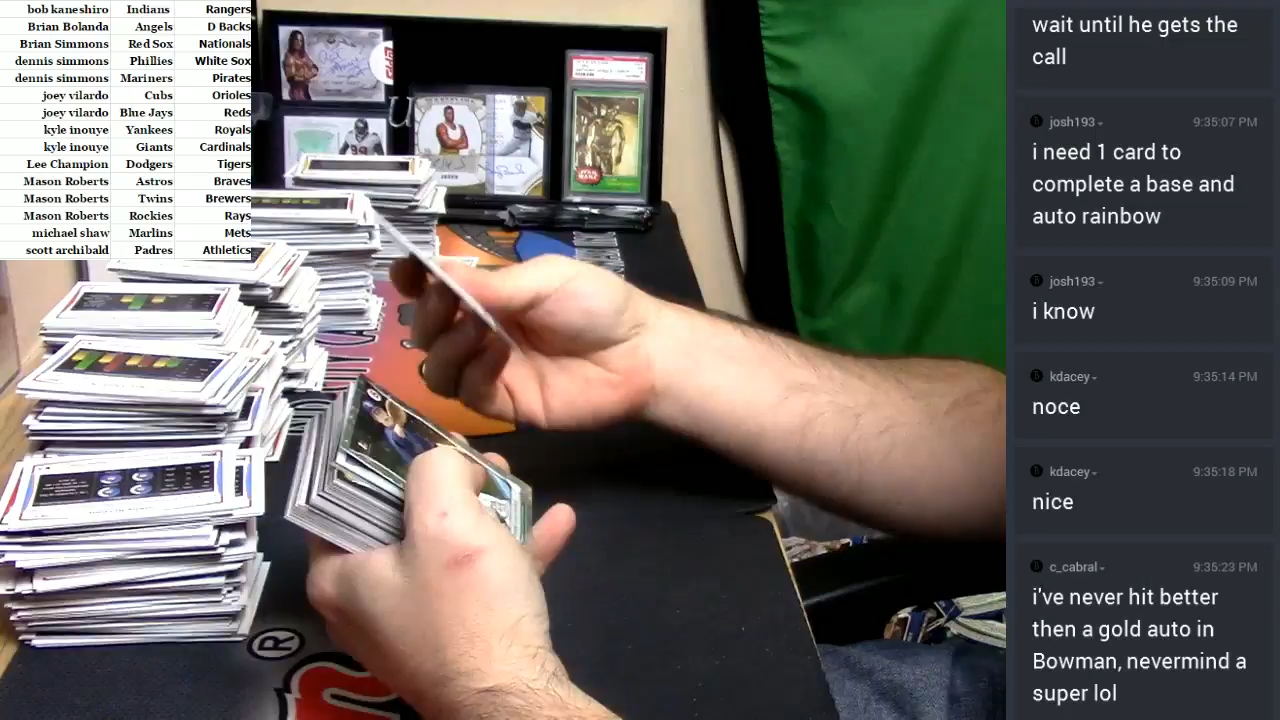 bob kaneshiro Indians Rangers
Brian Bolanda Angels D Backs
Brian Simmons Red Sox Nationals
dennis simmons Phillies White Sox
dennis simmons Mariners Pirates
joey vilardo Cubs Orioles
joey vilardo Blue Jays Reds
kyle inouye Yankees Royals
kyle inouye Giants Cardinals
Lee Champion Dodgers Tigers
Mason Roberts Astros Braves
Mason Roberts Twins Brewers
Mason Roberts Rockies Rays
michael shaw Marlins Mets
scott archibald Padres Athletics
U
STAR
WARS
®
wait until he gets the
call
josh193 9:35:07 PM
i need 1 card to
complete a base and
auto rainbow
josh193 9:35:09 PM
i know
kdacey 9:35:14 PM
noce
kdacey 9:35:18 PM
nice
c_cabral 9:35:23 PM
i've never hit better
then a gold auto in
Bowman, nevermind a
super lol